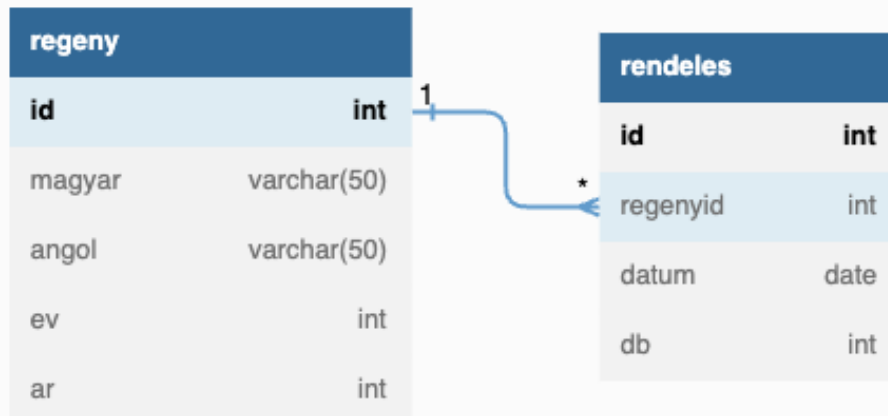 regeny
id int
magyar varchar(50)
angol varchar(50)
ev int
ar int
1
*
rendeles
id int
regenyid int
datum date
db int